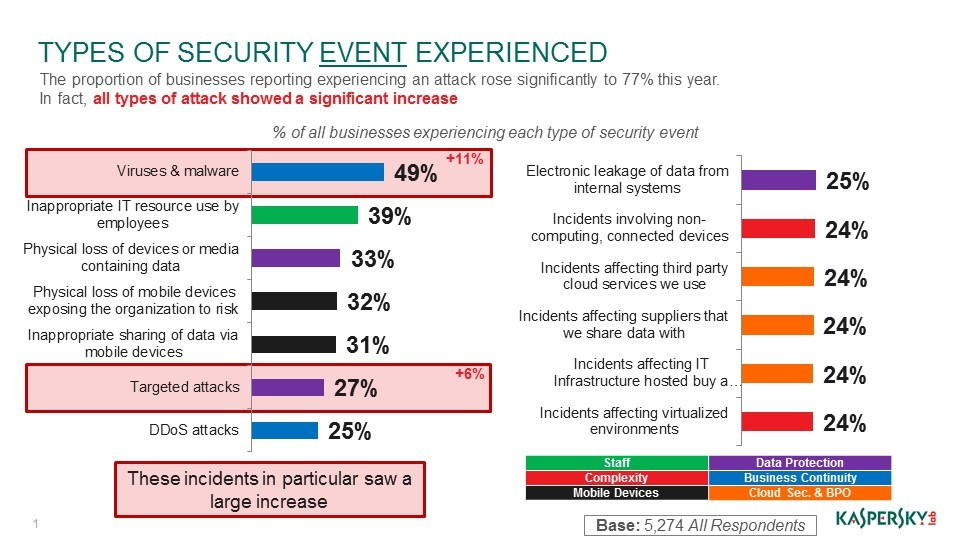 TYPES OF SECURITY EVENT EXPERIENCED
The proportion of businesses reporting experiencing an attack rose significantly to 77% this year.
In fact, all types of attack showed a significant increase
% of all businesses experiencing each type of security event
Viruses & malware
49%
+11%
Inappropriate IT resource use by
employees
39%
Physical loss of devices or media
containing data
33%
Physical loss of mobile devices
exposing the organization to risk
32%
Inappropriate sharing of data via
mobile devices
31%
Targeted attacks
27%
+6%
DDoS attacks
25%
Electronic leakage of data from
internal systems
25%
Incidents involving non-
computing, connected devices
24%
Incidents affecting third party
cloud services we use
24%
Incidents affecting suppliers that
we share data with
24%
Incidents affecting IT
Infrastructure hosted buy a…
24%
Incidents affecting virtualized
environments
24%
These incidents in particular saw a
large increase
Staff
Data Protection
Complexity
Business Continuity
Mobile Devices
Cloud Sec. & BPO
1
Base: 5,274 All Respondents
KASPERSKY lab